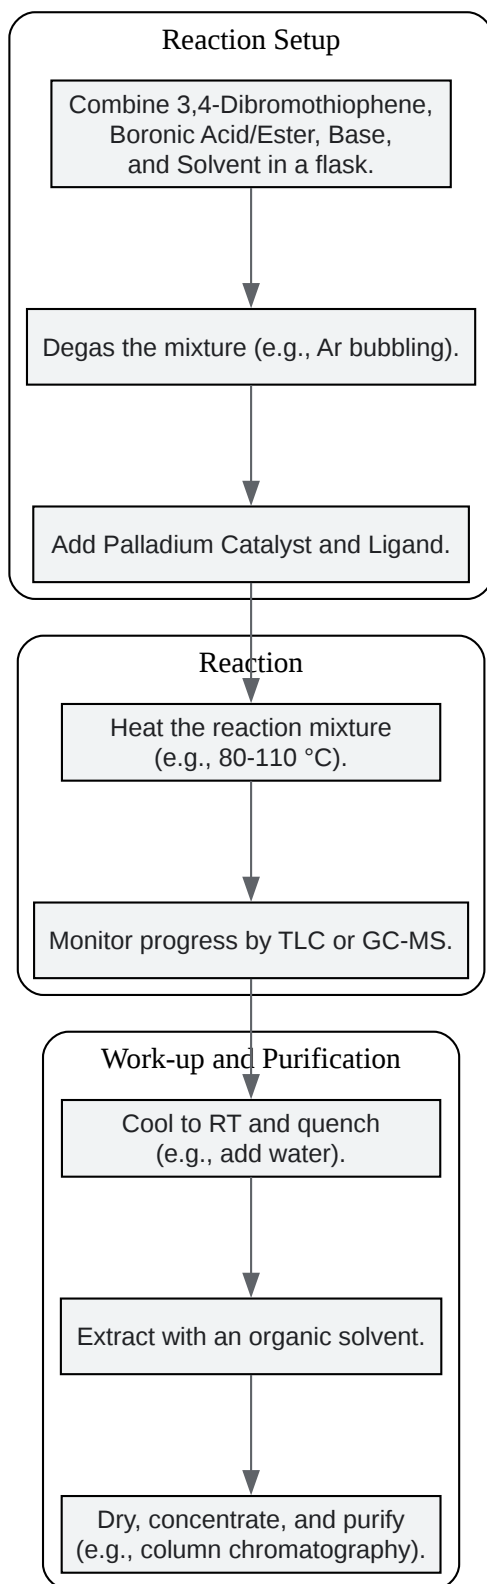 Reaction Setup
Combine 3,4-Dibromothiophene,
Boronic Acid/Ester, Base,
and Solvent in a flask.
Degas the mixture (e.g., Ar bubbling).
Add Palladium Catalyst and Ligand.
Reaction
Heat the reaction mixture
(e.g., 80-110 °C).
Monitor progress by TLC or GC-MS.
Work-up and Purification
Cool to RT and quench
(e.g., add water).
Extract with an organic solvent.
Dry, concentrate, and purify
(e.g., column chromatography).